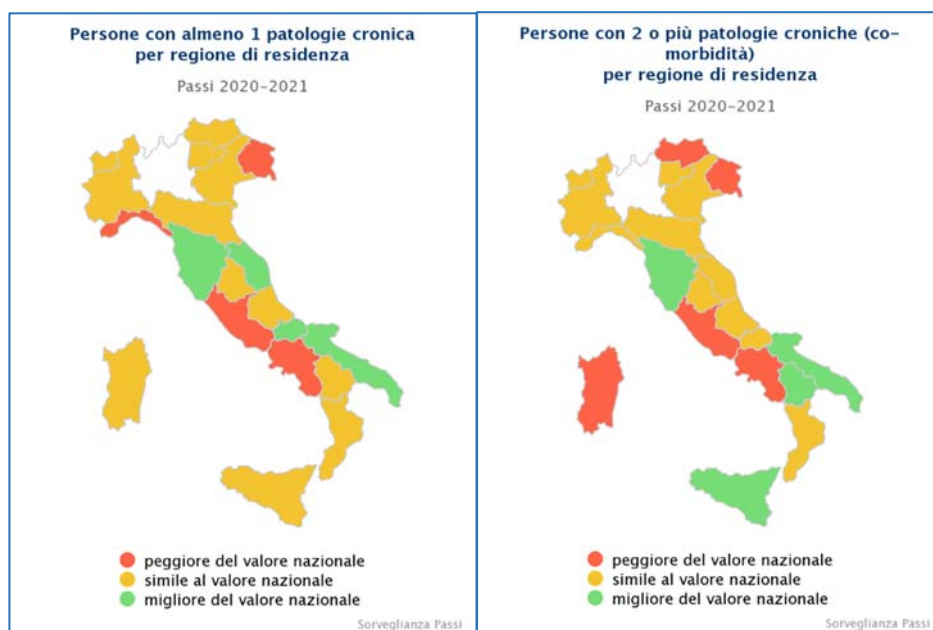 Persone con almeno 1 patologie cronica
per regione di residenza
Passi 2020-2021
peggiore del valore nazionale
simile al valore nazionale
migliore del valore nazionale
Sorveglianza Passi
Persone con 2 o più patologie croniche (co-
morbidità)
per regione di residenza
Passi 2020-2021
peggiore del valore nazionale
simile al valore nazionale
migliore del valore nazionale
Sorveglianza Passi